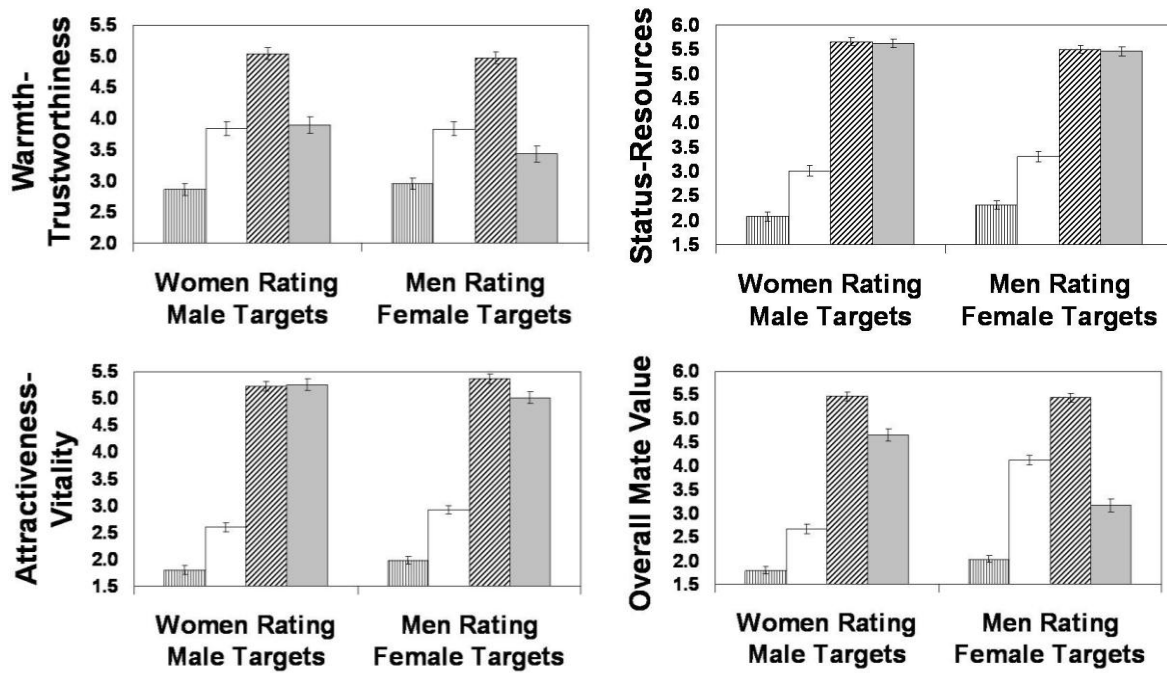 Warmth-
Trustworthiness
5.5
5.0
4.5
4.0
3.5
3.0
2.5
2.0
Women Rating
Male Targets
Men Rating
Female Targets
Status-Resources
6.0
5.5
5.0
4.5
4.0
3.5
3.0
2.5
2.0
1.5
Women Rating
Male Targets
Men Rating
Female Targets
Attractiveness-
Vitality
5.5
5.0
4.5
4.0
3.5
3.0
2.5
2.0
1.5
Women Rating
Male Targets
Men Rating
Female Targets
Overall Mate Value
6.0
5.5
5.0
4.5
4.0
3.5
3.0
2.5
2.0
1.5
Women Rating
Male Targets
Men Rating
Female Targets